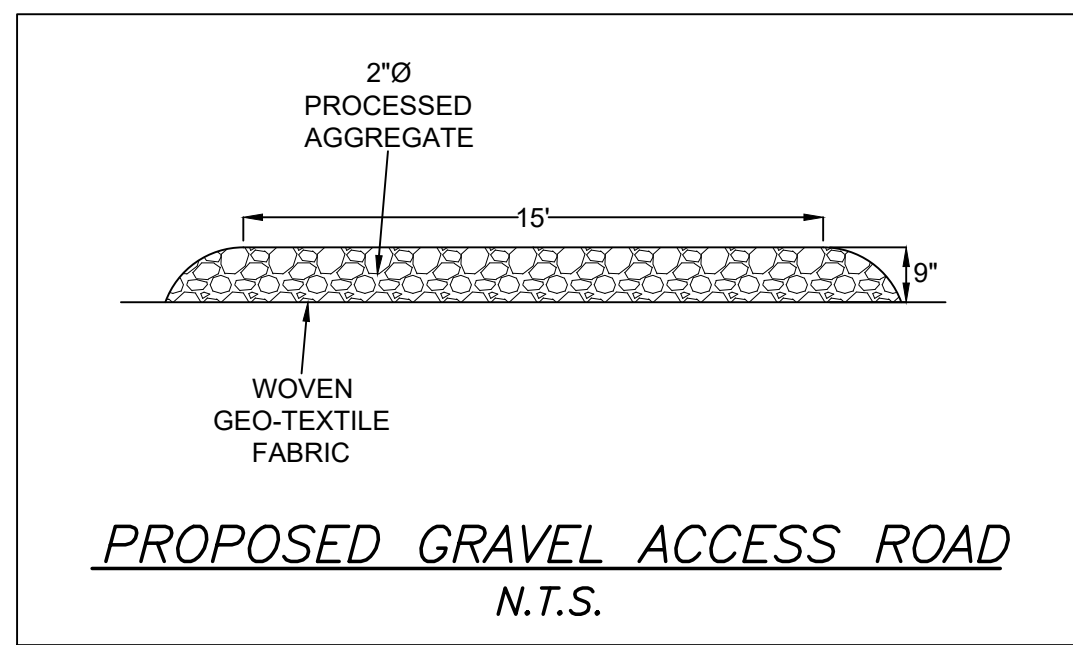 2"Ø
PROCESSED
AGGREGATE
15'
9"
WOVEN
GEO-TEXTILE
FABRIC
PROPOSED GRAVEL ACCESS ROAD
N.T.S.